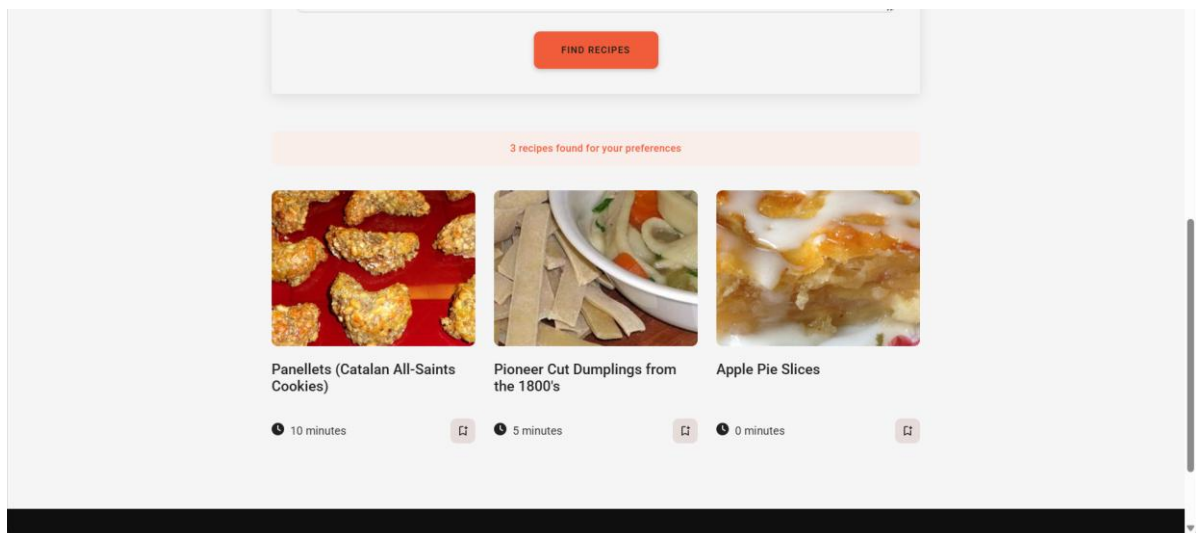 FIND RECIPES
3 recipes found for your preferences
Panellets (Catalan All-Saints
Cookies)
Pioneer Cut Dumplings from
the 1800's
Apple Pie Slices
10 minutes
5 minutes
0 minutes